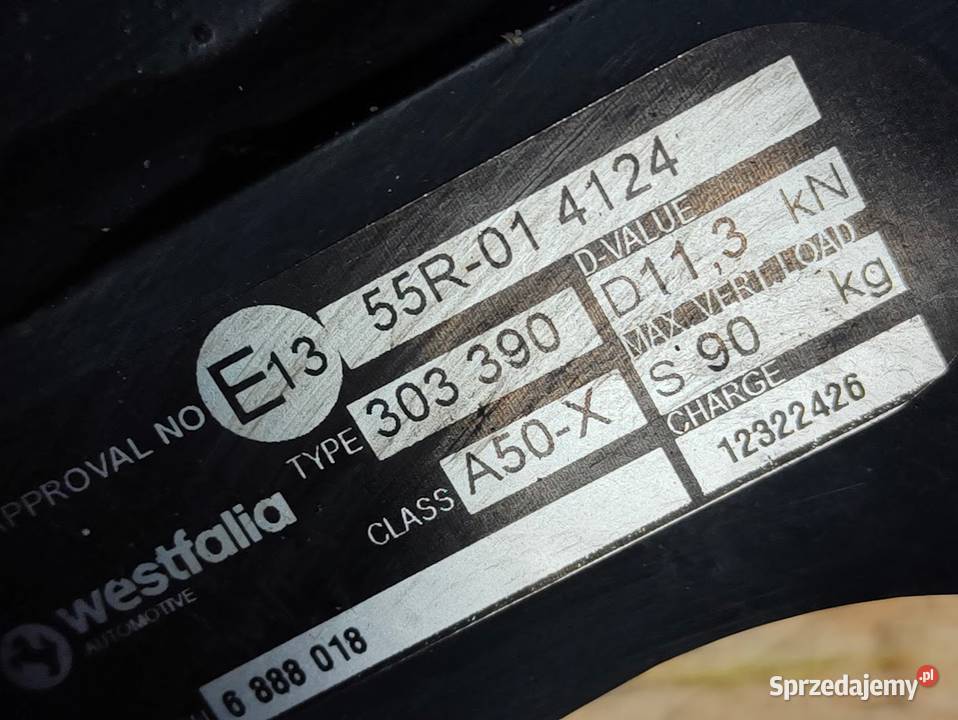 APPROVAL NO E13 55R-01 4124
TYPE 303 390
D-VALUE
D11,3 kN
CLASS A50-X
MAX.VERT.LOAD
S 90 kg
CHARGE
12322426
westfalia
AUTOMOTIVE
6 888 018
Sprzedajemy.pl